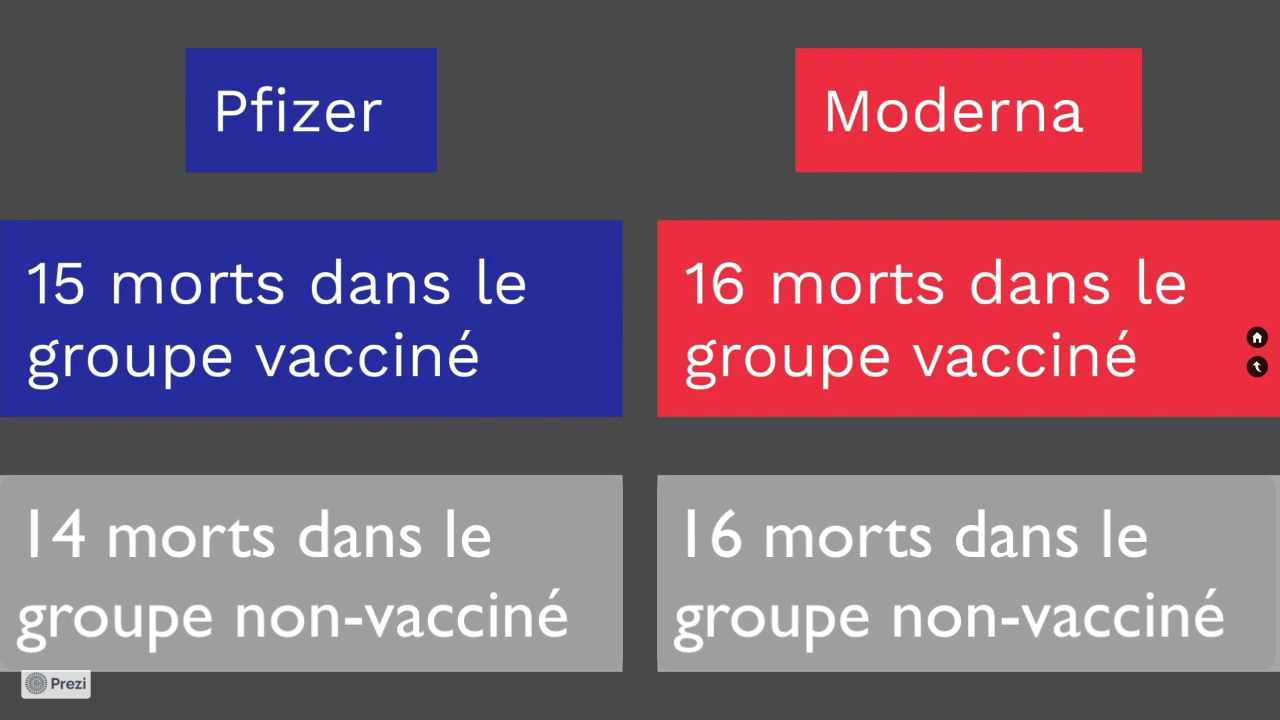 Pfizer
Moderna
15 morts dans le
groupe vacciné
16 morts dans le
groupe vacciné
14 morts dans le
groupe non-vacciné
16 morts dans le
groupe non-vacciné
Prezi